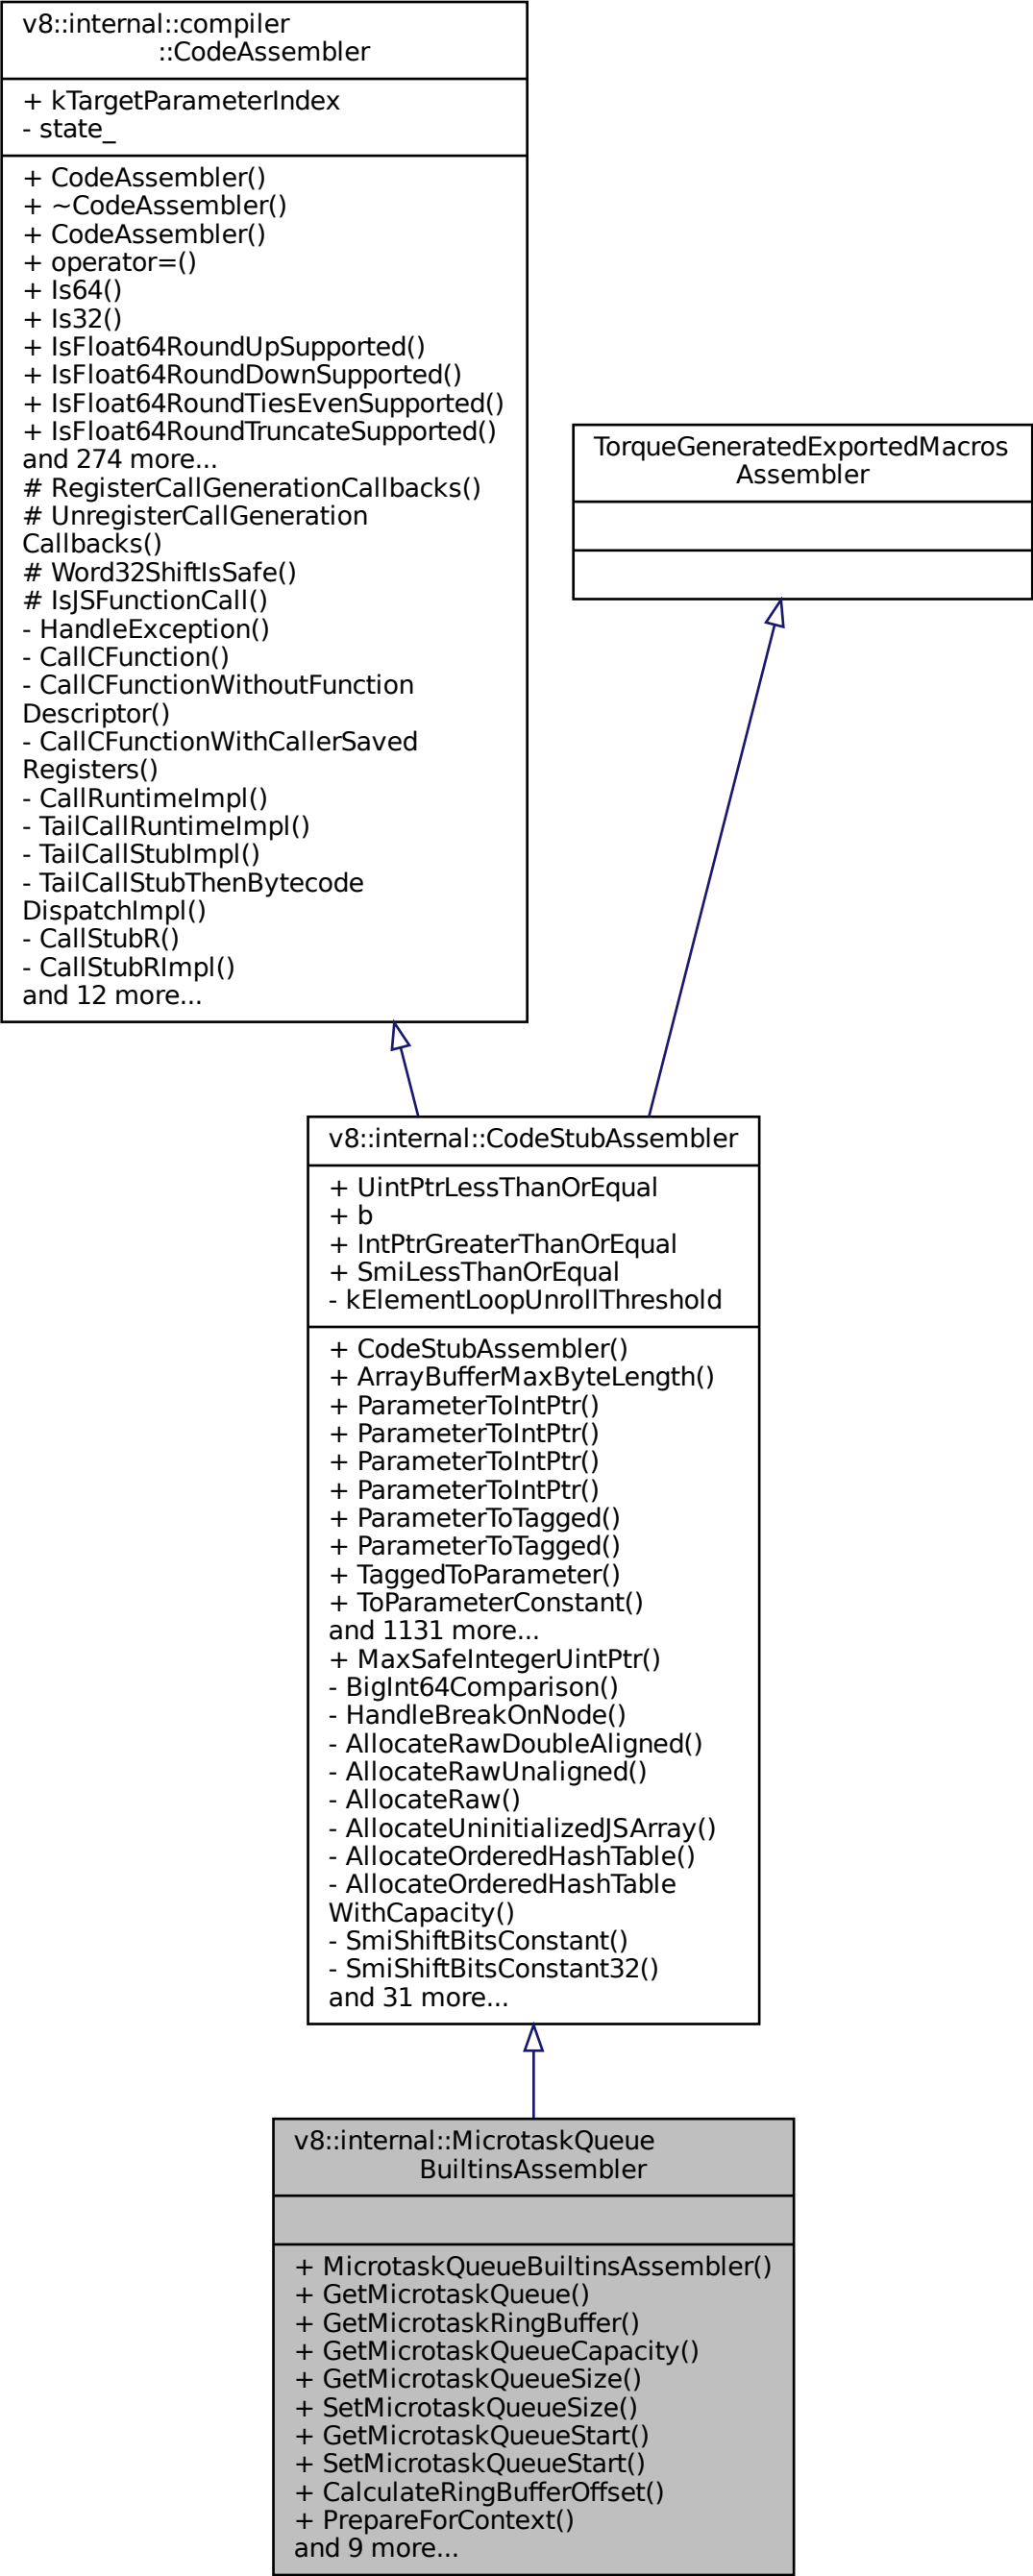 v8::internal::compiler
::CodeAssembler
+ kTargetParameterIndex
- state_
+ CodeAssembler()
+ ~CodeAssembler()
+ CodeAssembler()
+ operator=()
+ Is64()
+ Is32()
+ IsFloat64RoundUpSupported()
+ IsFloat64RoundDownSupported()
+ IsFloat64RoundTiesEvenSupported()
+ IsFloat64RoundTruncateSupported()
and 274 more...
# RegisterCallGenerationCallbacks()
# UnregisterCallGeneration
Callbacks()
# Word32ShiftIsSafe()
# IsJSFunctionCall()
- HandleException()
- CallCFunction()
- CallCFunctionWithoutFunction
Descriptor()
- CallCFunctionWithCallerSaved
Registers()
- CallRuntimeImpl()
- TailCallRuntimeImpl()
- TailCallStubImpl()
- TailCallStubThenBytecode
DispatchImpl()
- CallStubR()
- CallStubRImpl()
and 12 more...
TorqueGeneratedExportedMacros
Assembler
v8::internal::CodeStubAssembler
+ UintPtrLessThanOrEqual
+ b
+ IntPtrGreaterThanOrEqual
+ SmiLessThanOrEqual
- kElementLoopUnrollThreshold
+ CodeStubAssembler()
+ ArrayBufferMaxByteLength()
+ ParameterToIntPtr()
+ ParameterToIntPtr()
+ ParameterToIntPtr()
+ ParameterToIntPtr()
+ ParameterToTagged()
+ ParameterToTagged()
+ TaggedToParameter()
+ ToParameterConstant()
and 1131 more...
+ MaxSafeIntegerUintPtr()
- BigInt64Comparison()
- HandleBreakOnNode()
- AllocateRawDoubleAligned()
- AllocateRawUnaligned()
- AllocateRaw()
- AllocateUninitializedJSArray()
- AllocateOrderedHashTable()
- AllocateOrderedHashTable
WithCapacity()
- SmiShiftBitsConstant()
- SmiShiftBitsConstant32()
and 31 more...
v8::internal::MicrotaskQueue
BuiltinsAssembler
+ MicrotaskQueueBuiltinsAssembler()
+ GetMicrotaskQueue()
+ GetMicrotaskRingBuffer()
+ GetMicrotaskQueueCapacity()
+ GetMicrotaskQueueSize()
+ SetMicrotaskQueueSize()
+ GetMicrotaskQueueStart()
+ SetMicrotaskQueueStart()
+ CalculateRingBufferOffset()
+ PrepareForContext()
and 9 more...